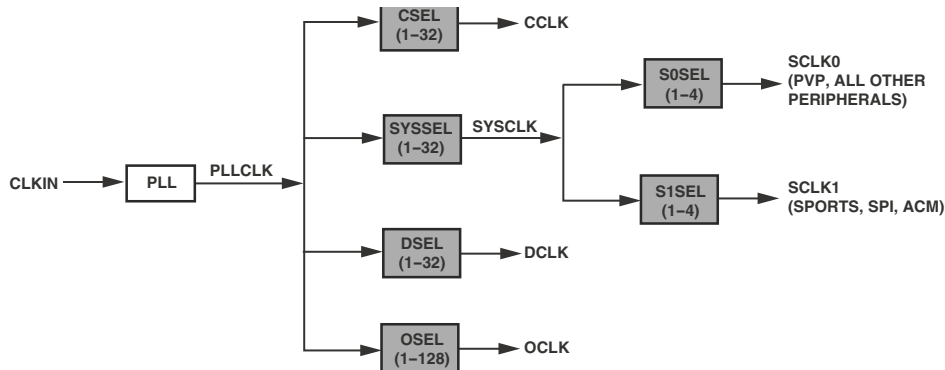 CSEL
(1–32)
CCLK
SCLK0
(PVP, ALL OTHER
PERIPHERALS)
S0SEL
(1–4)
SYSSEL
(1–32)
SYSCLK
CLKIN
PLL
PLLCLK
S1SEL
(1–4)
SCLK1
(SPORTS, SPI, ACM)
DSEL
(1–32)
DCLK
OSEL
(1–128)
OCLK